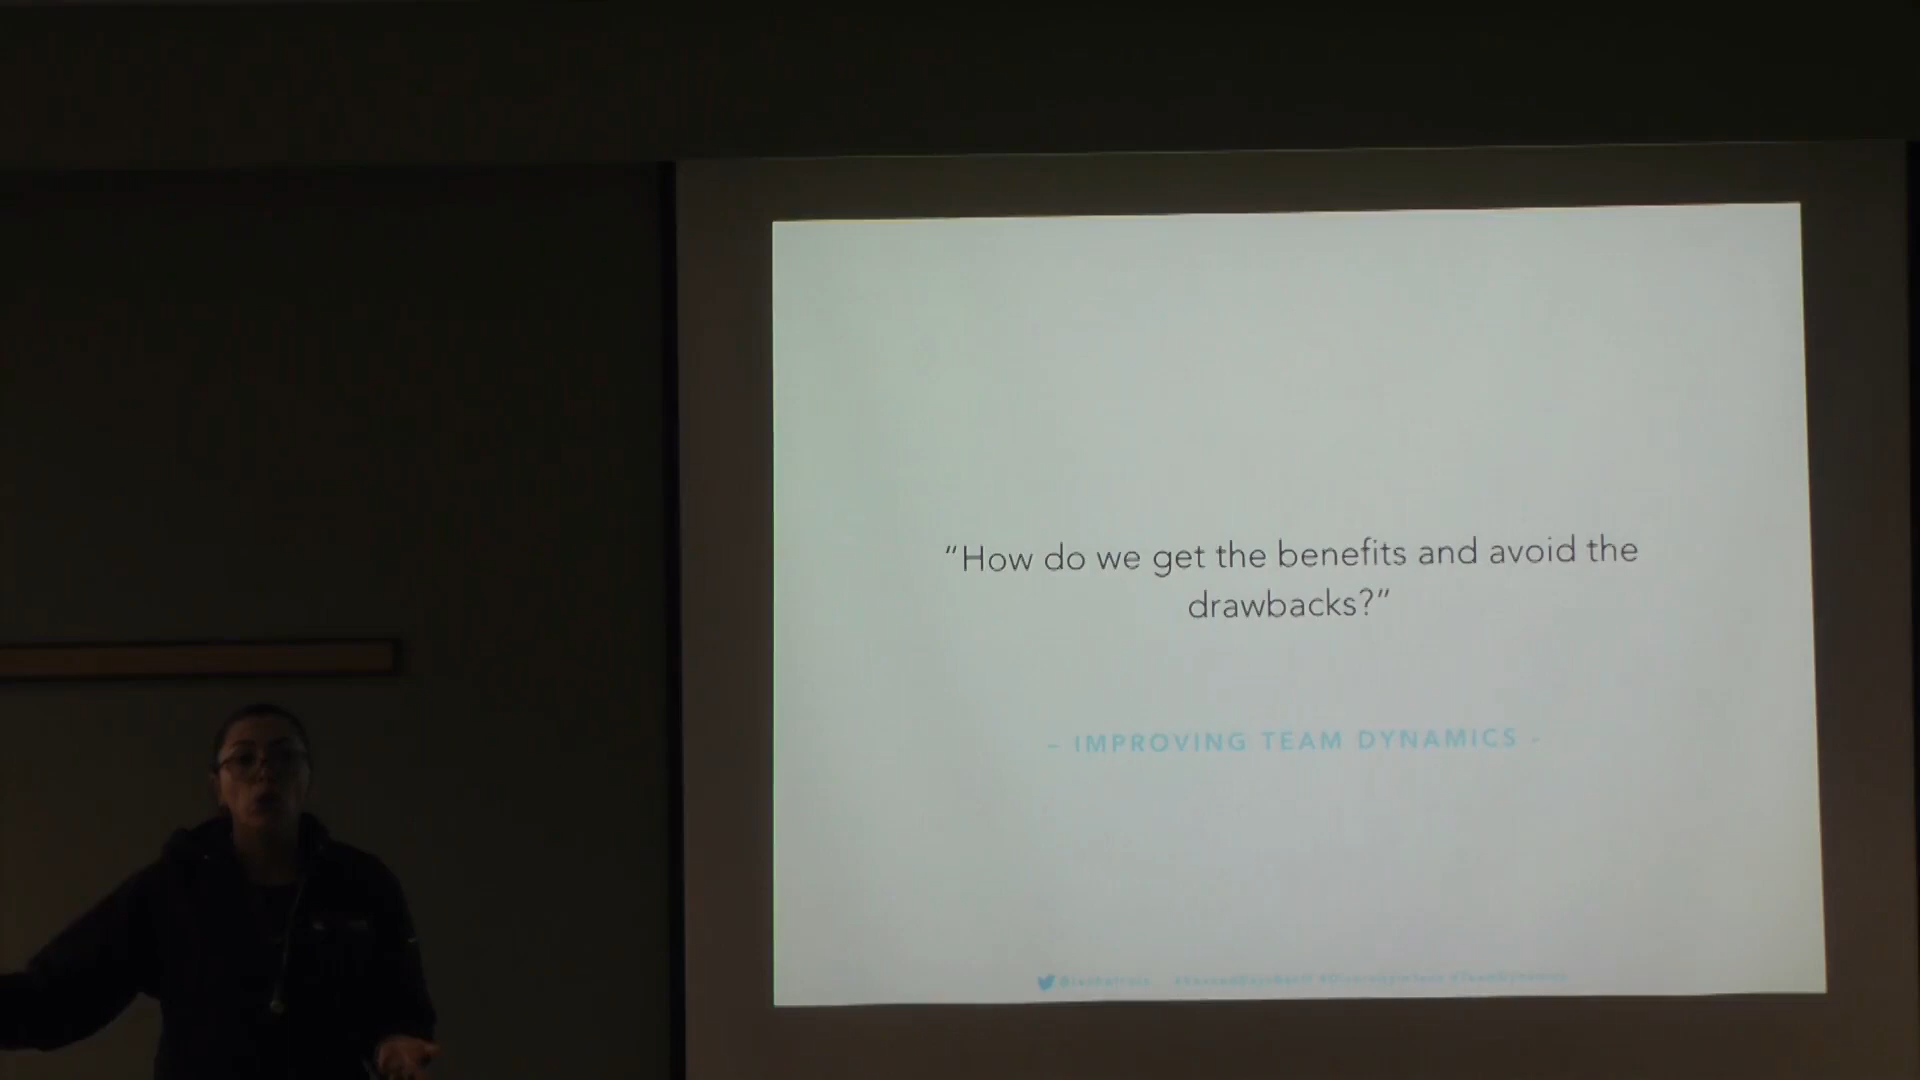 “How do we get the benefits and avoid the
drawbacks?”
– IMPROVING TEAM DYNAMICS -